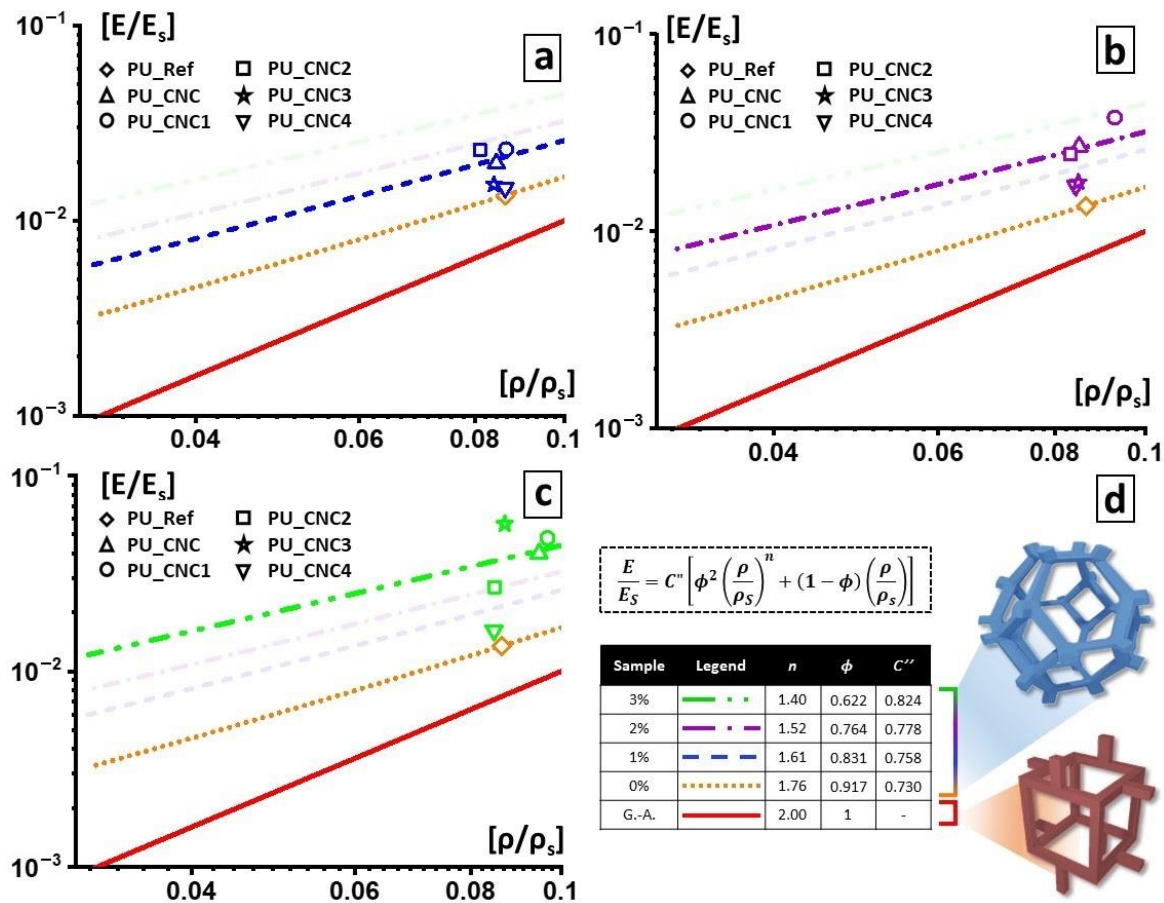 [E/Eₛ]
a
10⁻¹
PU_Ref PU_CNC2
PU_CNC PU_CNC3
PU_CNC1 PU_CNC4
10⁻²
[ρ/ρₛ]
10⁻³
0.04 0.06 0.08 0.1
[E/Eₛ]
b
10⁻¹
PU_Ref PU_CNC2
PU_CNC PU_CNC3
PU_CNC1 PU_CNC4
10⁻²
[ρ/ρₛ]
10⁻³
0.04 0.06 0.08 0.1
[E/Eₛ]
c
10⁻¹
PU_Ref PU_CNC2
PU_CNC PU_CNC3
PU_CNC1 PU_CNC4
10⁻²
[ρ/ρₛ]
10⁻³
0.04 0.06 0.08 0.1
d
E/E_S = C" [ϕ² (ρ/ρ_S)ⁿ + (1 − ϕ) (ρ/ρₛ)]
Sample Legend n ϕ C′′
3% 1.40 0.622 0.824
2% 1.52 0.764 0.778
1% 1.61 0.831 0.758
0% 1.76 0.917 0.730
G.-A. 2.00 1 -